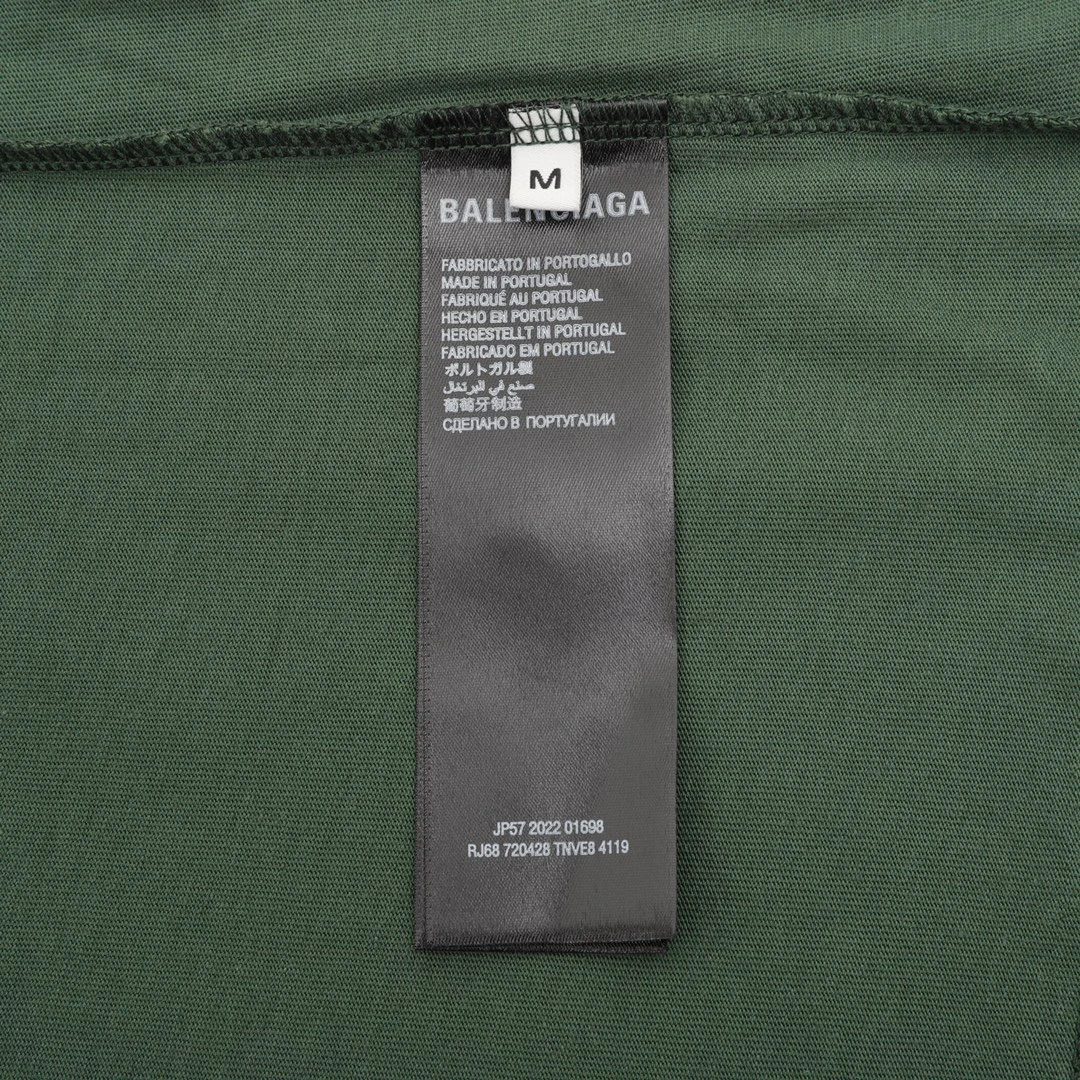 M
BALENCIAGA
FABBRICATO IN PORTOGALLO
MADE IN PORTUGAL
FABRIQUÉ AU PORTUGAL
HECHO EN PORTUGAL
HERGESTELLT IN PORTUGAL
FABRICADO EM PORTUGAL
ポルトガル製
صنع في البرتغال
葡萄牙制造
СДЕЛАНО В ПОРТУГАЛИИ
JP57 2022 01698
RJ68 720428 TNVE8 4119